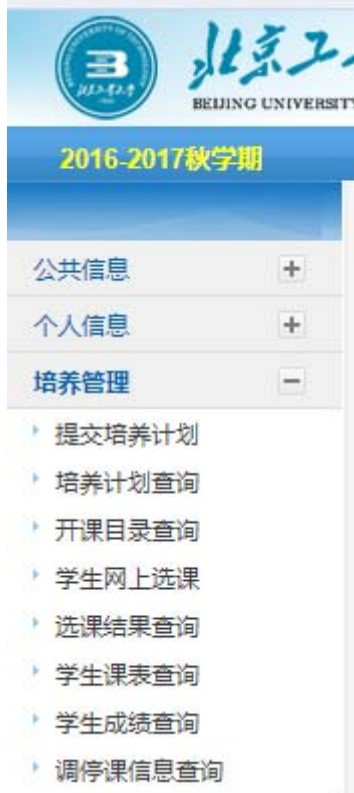 北京工
BEIJING UNIVERSITY
2016-2017秋学期
公共信息
个人信息
培养管理
提交培养计划
培养计划查询
开课目录查询
学生网上选课
选课结果查询
学生课表查询
学生成绩查询
调停课信息查询